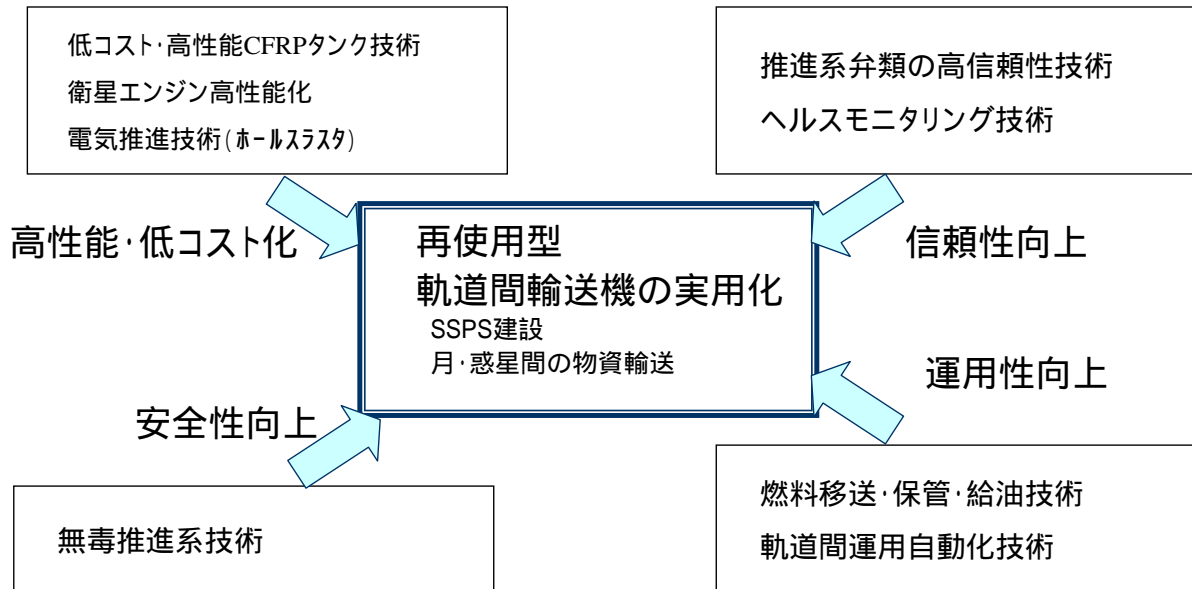 低コスト·高性能CFRPタンク技術
衛星エンジン高性能化
電気推進技術(ﾎｰﾙｽﾗｽﾀ)
推進系弁類の高信頼性技術
ヘルスモニタリング技術
高性能·低コスト化
再使用型
軌道間輸送機の実用化
SSPS建設
月·惑星間の物資輸送
信頼性向上
運用性向上
安全性向上
無毒推進系技術
燃料移送·保管·給油技術
軌道間運用自動化技術